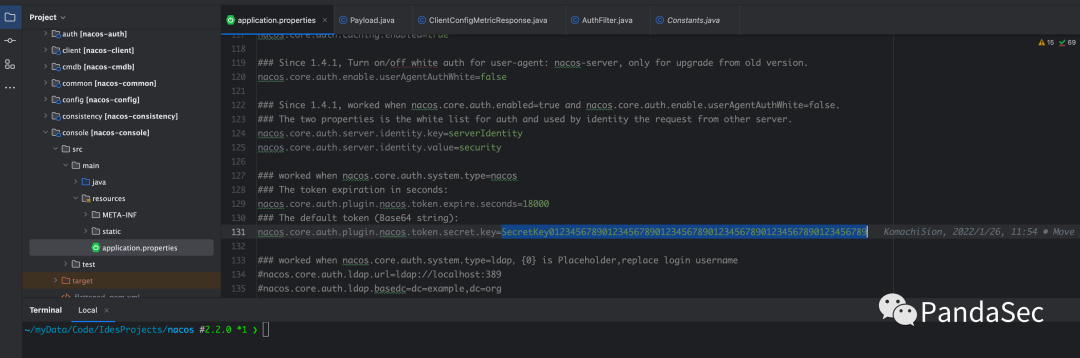 Project
application.properties
Payload.java
ClientConfigMetricResponse.java
AuthFilter.java
Constants.java
15 69
auth [nacos-auth]
client [nacos-client]
cmdb [nacos-cmdb]
common [nacos-common]
config [nacos-config]
consistency [nacos-consistency]
console [nacos-console]
src
main
java
resources
META-INF
static
application.properties
test
target
117 nacos.core.auth.caching.enabled=true
118
119 ### Since 1.4.1, Turn on/off white auth for user-agent: nacos-server, only for upgrade from old version.
120 nacos.core.auth.enable.userAgentAuthWhite=false
121
122 ### Since 1.4.1, worked when nacos.core.auth.enabled=true and nacos.core.auth.enable.userAgentAuthWhite=false.
123 ### The two properties is the white list for auth and used by identity the request from other server.
124 nacos.core.auth.server.identity.key=serverIdentity
125 nacos.core.auth.server.identity.value=security
126
127 ### worked when nacos.core.auth.system.type=nacos
128 ### The token expiration in seconds:
129 nacos.core.auth.plugin.nacos.token.expire.seconds=18000
130 ### The default token (Base64 string):
131 nacos.core.auth.plugin.nacos.token.secret.key=SecretKey012345678901234567890123456789012345678901234567890123456789 KomachiSion, 2022/1/26, 11:54 • Move
132
133 ### worked when nacos.core.auth.system.type=ldap, {0} is Placeholder,replace login username
134 #nacos.core.auth.ldap.url=ldap://localhost:389
135 #nacos.core.auth.ldap.basedc=dc=example,dc=org
Terminal Local
~/myData/Code/IdesProjects/nacos #2.2.0 *1 ❯
PandaSec